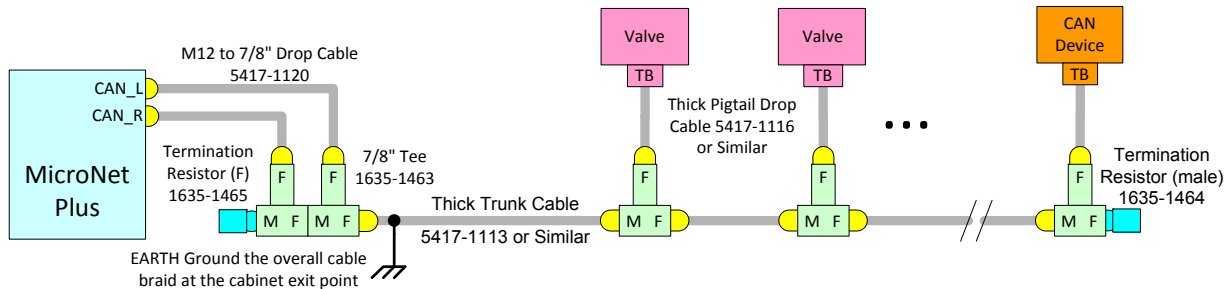 M12 to 7/8" Drop Cable
5417-1120
CAN_L
CAN_R
MicroNet
Plus
Termination
Resistor (F)
1635-1465
7/8" Tee
1635-1463
F
F
M F
M F
EARTH Ground the overall cable
braid at the cabinet exit point
Thick Trunk Cable
5417-1113 or Similar
Valve
TB
Thick Pigtail Drop
Cable 5417-1116
or Similar
F
M F
Valve
TB
F
M F
CAN
Device
TB
F
M F
Termination
Resistor (male)
1635-1464